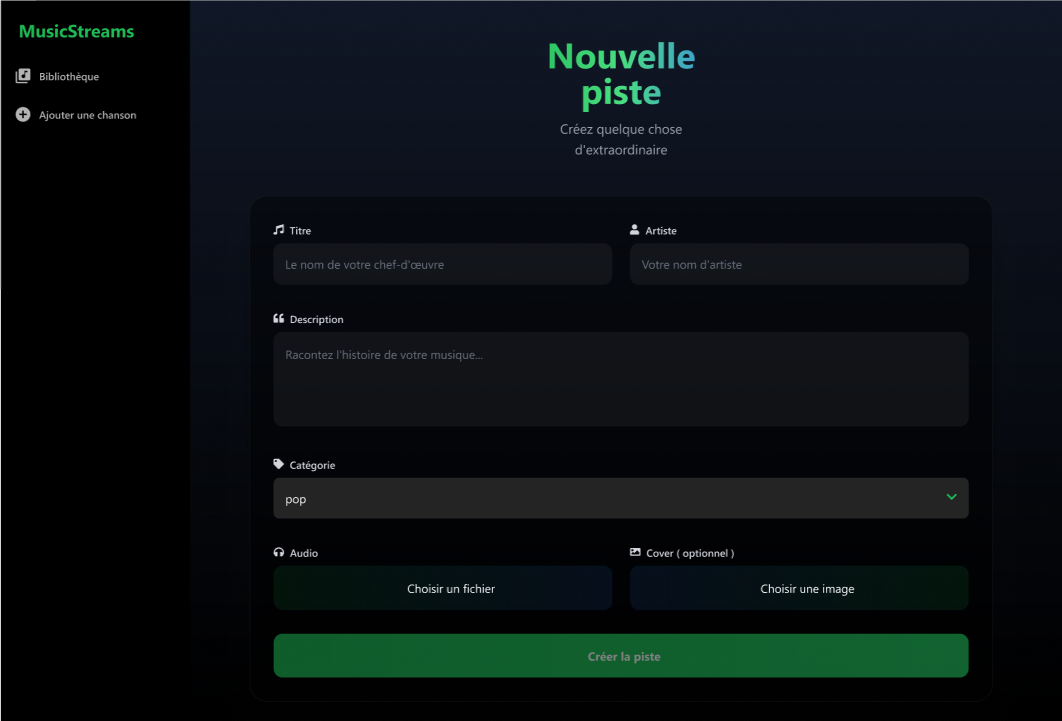 MusicStreams
Bibliothèque
Ajouter une chanson
Nouvelle
piste
Créez quelque chose
d'extraordinaire
Titre
Le nom de votre chef-d'œuvre
Artiste
Votre nom d'artiste
Description
Racontez l'histoire de votre musique...
Catégorie
pop
Audio
Choisir un fichier
Cover ( optionnel )
Choisir une image
Créer la piste